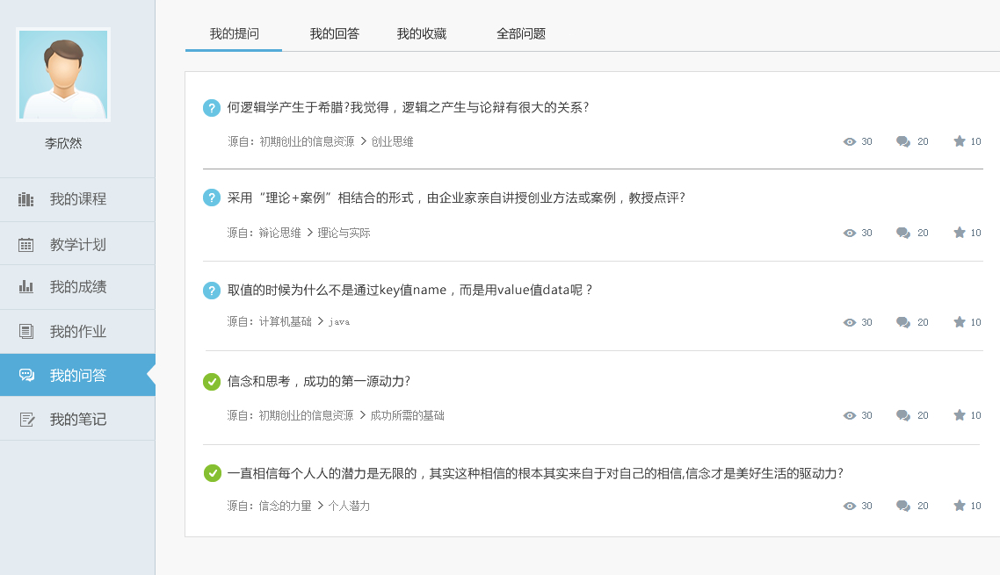 李欣然
我的课程
教学计划
我的成绩
我的作业
我的问答
我的笔记
我的提问 我的回答 我的收藏 全部问题
何逻辑学产生于希腊?我觉得，逻辑之产生与论辩有很大的关系?
源自: 初期创业的信息资源 > 创业思维 30 20 10
采用“理论+案例”相结合的形式，由企业家亲自讲授创业方法或案例，教授点评?
源自: 辩论思维 > 理论与实际 30 20 10
取值的时候为什么不是通过key值name，而是用value值data呢？
源自: 计算机基础 > java 30 20 10
信念和思考，成功的第一源动力?
源自: 初期创业的信息资源 > 成功所需的基础 30 20 10
一直相信每个人人的潜力是无限的，其实这种相信的根本其实来自于对自己的相信,信念才是美好生活的驱动力?
源自: 信念的力量 > 个人潜力 30 20 10